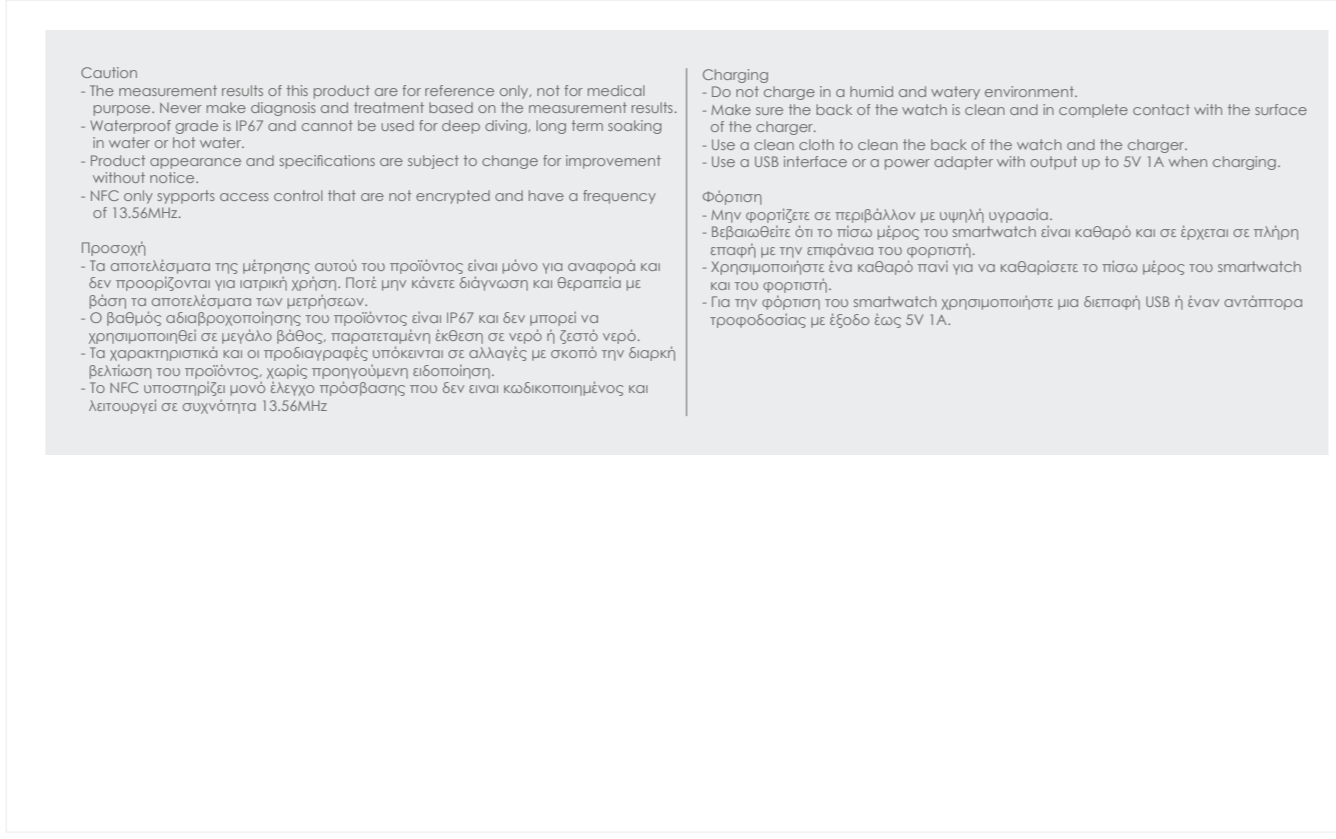 Caution
- The measurement results of this product are for reference only, not for medical
purpose. Never make diagnosis and treatment based on the measurement results.
- Waterproof grade is IP67 and cannot be used for deep diving, long term soaking
in water or hot water.
- Product appearance and specifications are subject to change for improvement
without notice.
- NFC only sypports access control that are not encrypted and have a frequency
of 13.56MHz.
Προσοχή
- Τα αποτελέσματα της μέτρησης αυτού του προϊόντος είναι μόνο για αναφορά και
δεν προορίζονται για ιατρική χρήση. Ποτέ μην κάνετε διάγνωση και θεραπεία με
βάση τα αποτελέσματα των μετρήσεων.
- Ο βαθμός αδιαβροχοποίησης του προϊόντος είναι IP67 και δεν μπορεί να
χρησιμοποιηθεί σε μεγάλο βάθος, παρατεταμένη έκθεση σε νερό ή ζεστό νερό.
- Τα χαρακτηριστικά και οι προδιαγραφές υπόκεινται σε αλλαγές με σκοπό την διαρκή
βελτίωση του προϊόντος, χωρίς προηγούμενη ειδοποίηση.
- Το NFC υποστηρίζει μονό έλεγχο πρόσβασης που δεν ειναι κωδικοποιημένος και
λειτουργεί σε συχνότητα 13.56MHz
Charging
- Do not charge in a humid and watery environment.
- Make sure the back of the watch is clean and in complete contact with the surface
of the charger.
- Use a clean cloth to clean the back of the watch and the charger.
- Use a USB interface or a power adapter with output up to 5V 1A when charging.
Φόρτιση
- Μην φορτίζετε σε περιβάλλον με υψηλή υγρασία.
- Βεβαιωθείτε ότι το πίσω μέρος του smartwatch είναι καθαρό και σε έρχεται σε πλήρη
επαφή με την επιφάνεια του φορτιστή.
- Χρησιμοποιήστε ένα καθαρό πανί για να καθαρίσετε το πίσω μέρος του smartwatch
και του φορτιστή.
- Για την φόρτιση του smartwatch χρησιμοποιήστε μια διεπαφή USB ή έναν αντάπτορα
τροφοδοσίας με έξοδο έως 5V 1A.